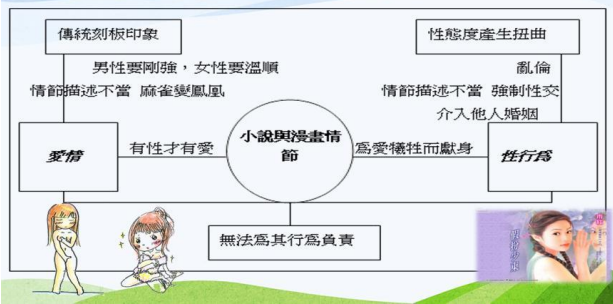 傳統刻板印象
性態度產生扭曲
男性要剛強，女性要溫順
亂倫
情節描述不當 麻雀變鳳凰
情節描述不當 強制性交
介入他人婚姻
愛情
有性才有愛
小說與漫畫情
節
爲愛犧牲而獻身
性行爲
無法爲其行爲負責